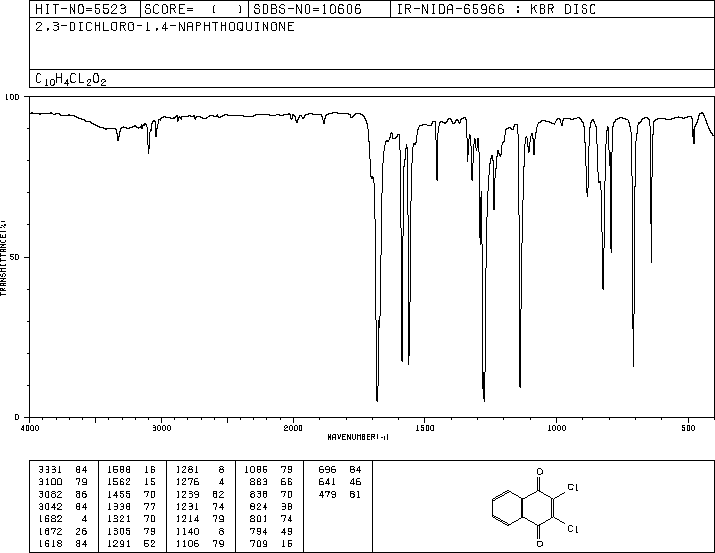 HIT-NO=5523 SCORE= ( ) SDBS-NO=10606 IR-NIDA-65966 : KBR DISC
2,3-DICHLORO-1,4-NAPHTHOQUINONE
C10H4CL2O2
100
50
0
TRANSMITTANCE(%)
4000 3000 2000 1500 1000 500
WAVENUMBER(-1)
3331 84 1588 16 1281 8 1086 79 696 84
3100 79 1562 15 1276 4 883 66 641 46
3082 86 1455 70 1239 82 838 70 479 81
3042 84 1338 77 1231 74 824 38
1682 4 1321 70 1214 79 801 74
1672 26 1305 79 1140 8 794 49
1618 84 1291 52 1106 79 709 15
O
Cl
Cl
O